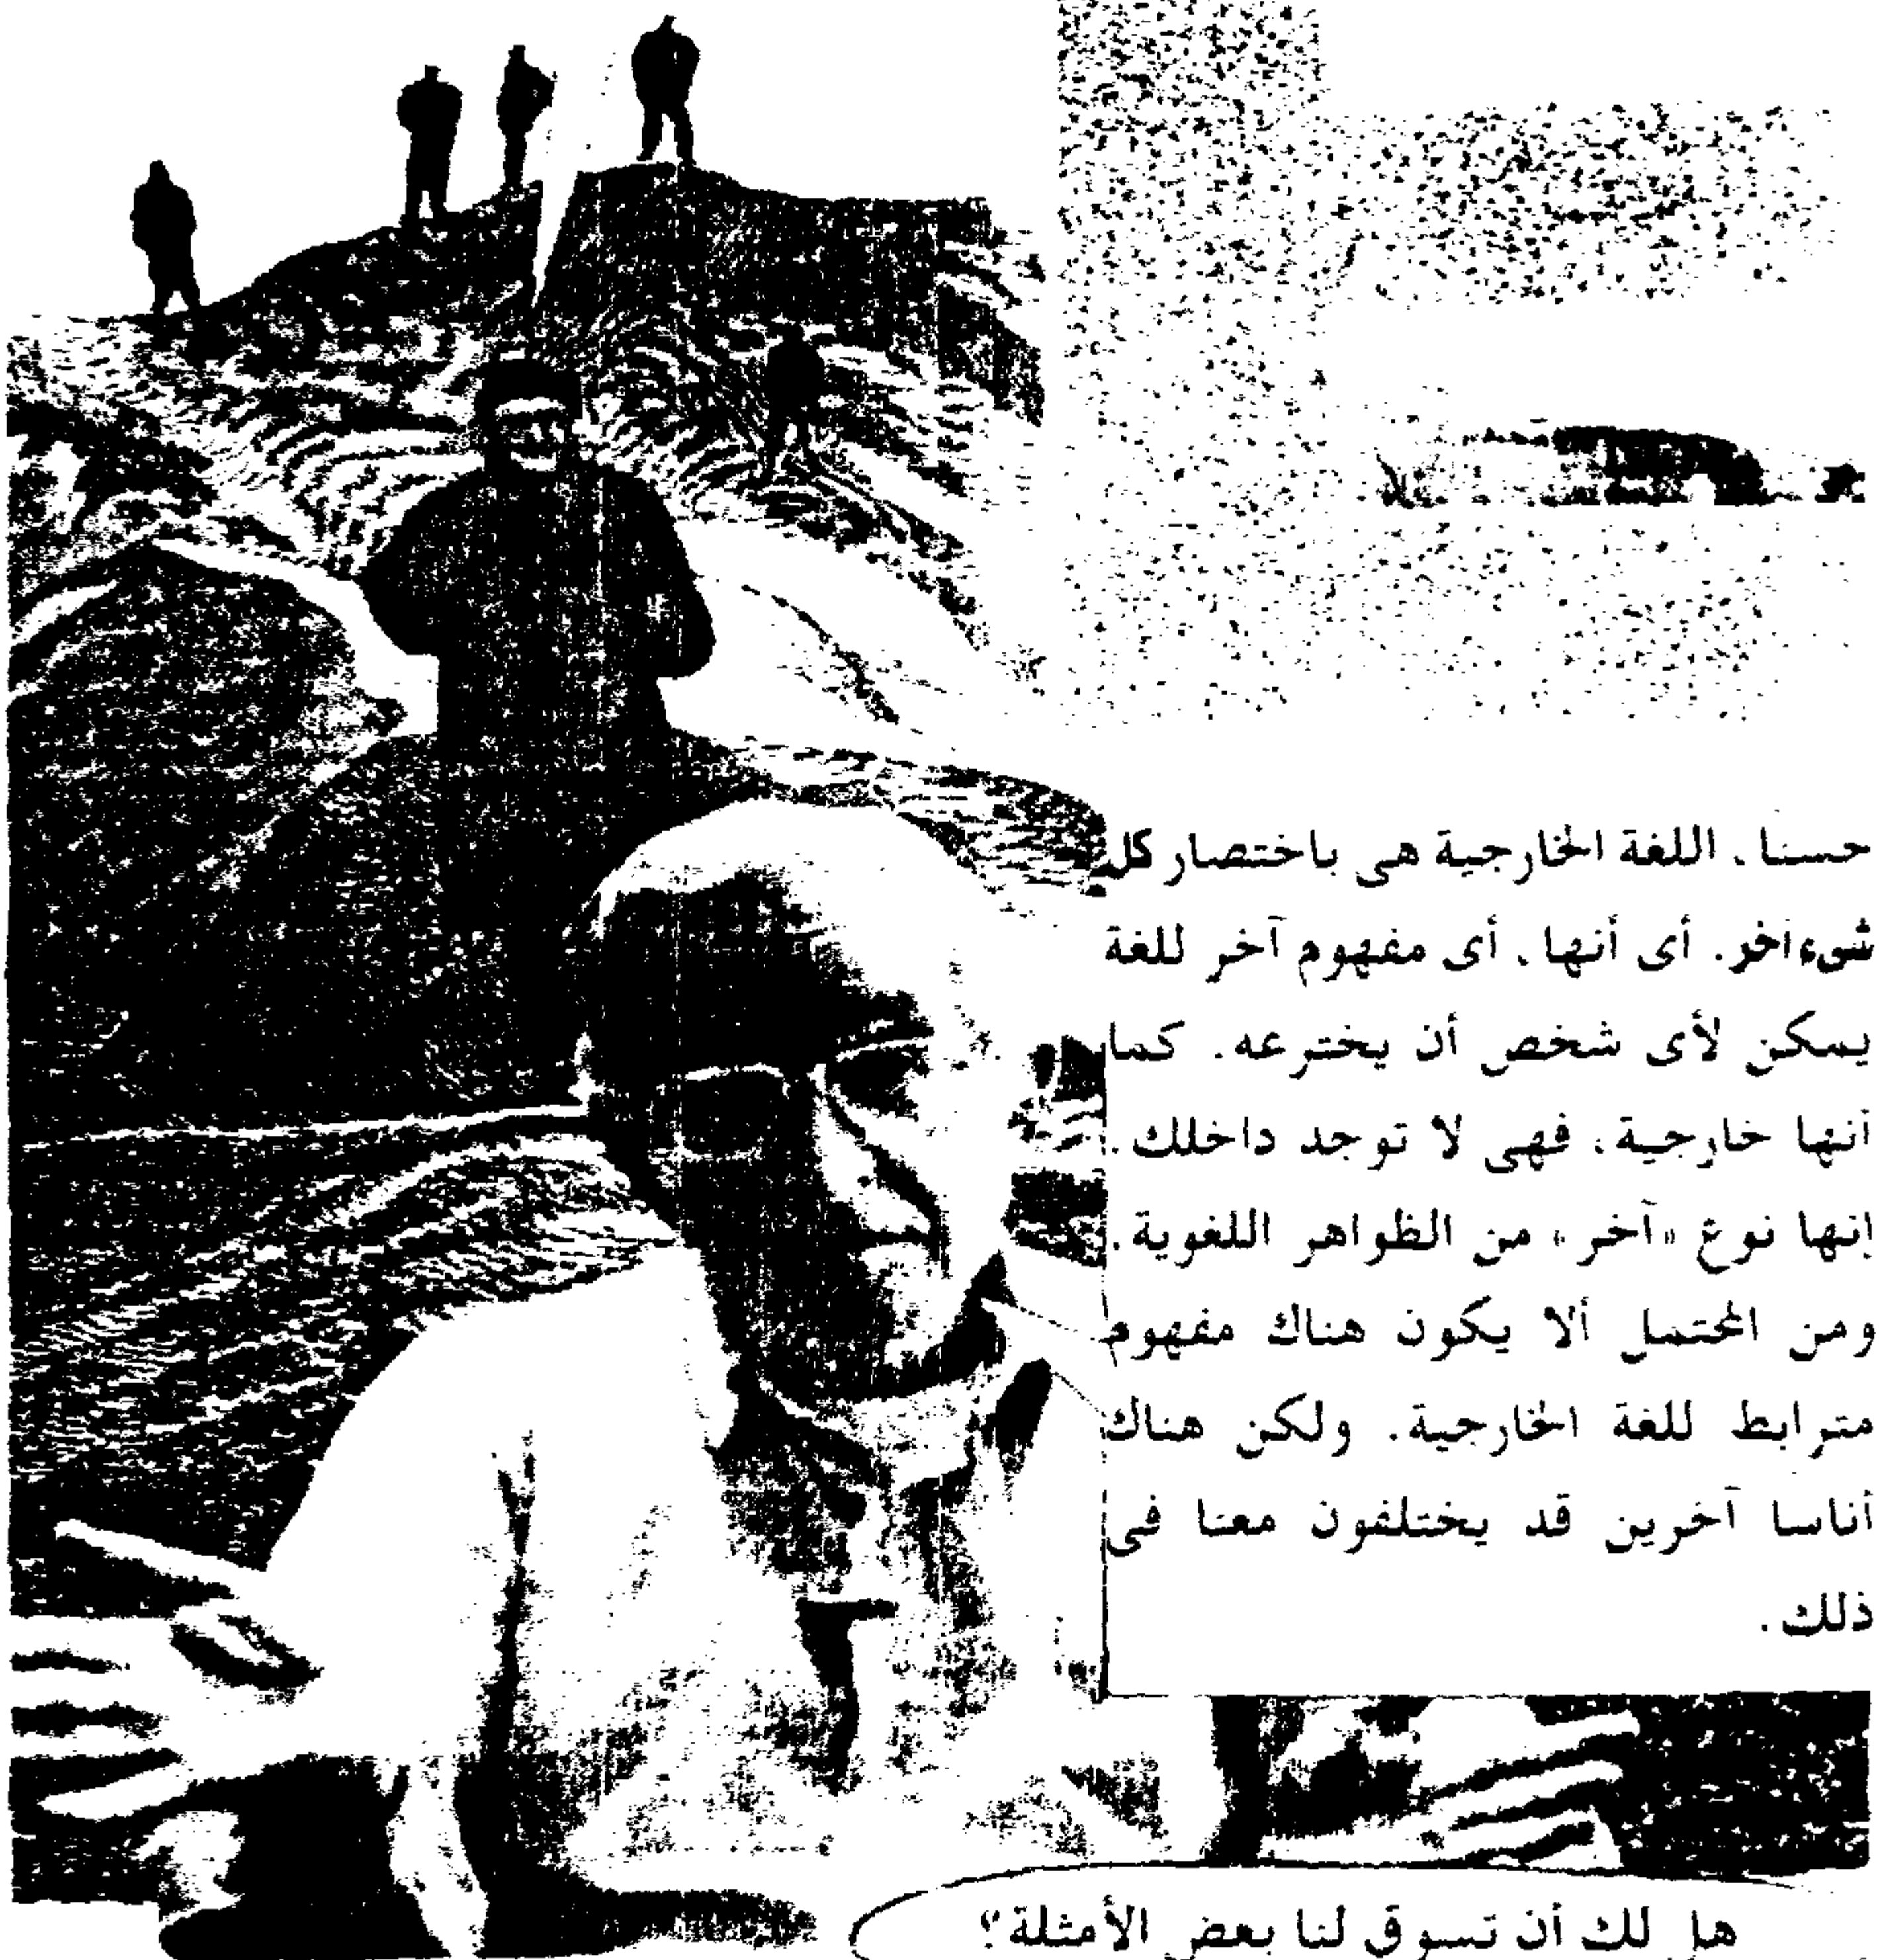 حسنا. اللغة الخارجية هى باختصار كل
شىء اخر. أى أنها. أى مفهوم آخر للغة
يمكن لأى شخص أن يخترعه. كما
أنها خارجية. فهى لا توجد داخلك.
إنها نوع «آخر» من الظواهر اللغوية.
ومن المحتمل ألا يكون هناك مفهوم
مترابط للغة الخارجية. ولكن هناك
أناسا آخرين قد يختلفون معنا فى
ذلك.
هل لك أن تسوق لنا بعض الأمثلة؟